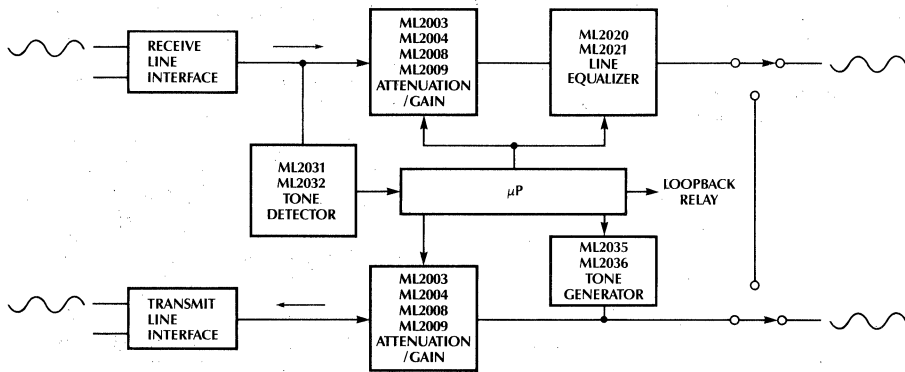 RECEIVE
LINE
INTERFACE
ML2003
ML2004
ML2008
ML2009
ATTENUATION
/GAIN
ML2020
ML2021
LINE
EQUALIZER
ML2031
ML2032
TONE
DETECTOR
μP
LOOPBACK
RELAY
ML2035
ML2036
TONE
GENERATOR
TRANSMIT
LINE
INTERFACE
ML2003
ML2004
ML2008
ML2009
ATTENUATION
/GAIN